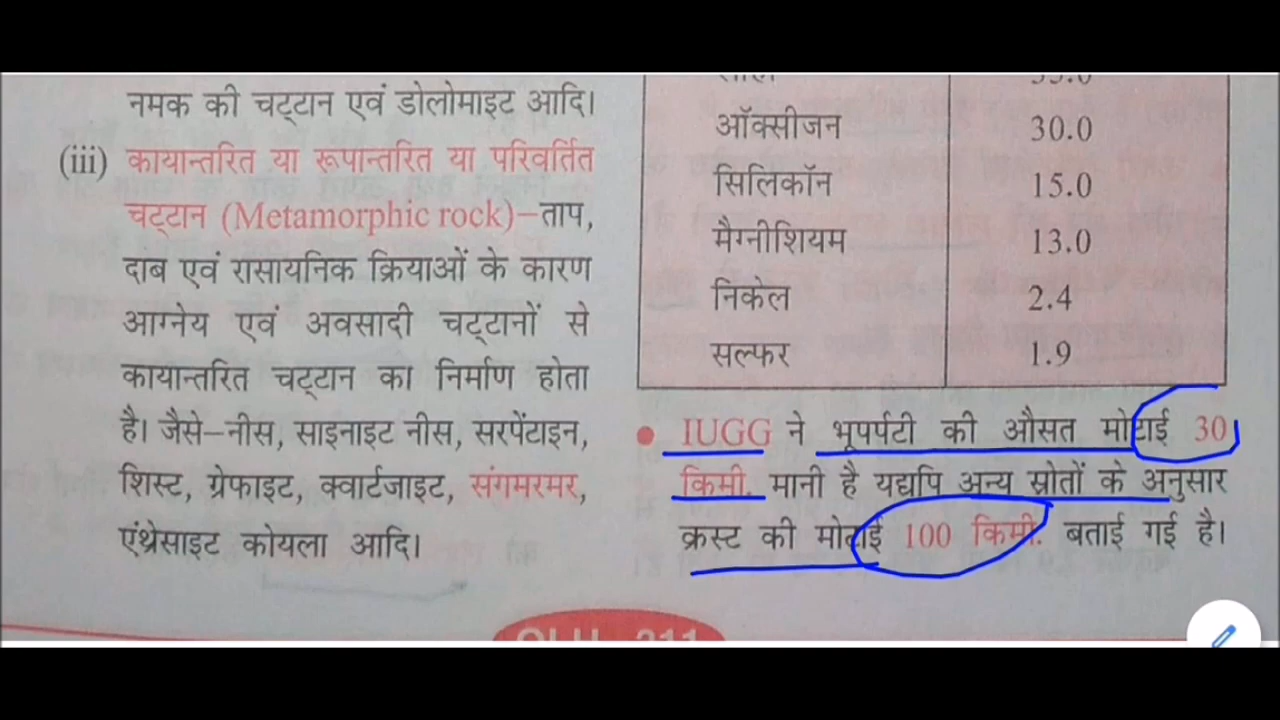 नमक की चट्टान एवं डोलोमाइट आदि।
(iii) कायान्तरित या रूपान्तरित या परिवर्तित
चट्टान (Metamorphic rock)–ताप,
दाब एवं रासायनिक क्रियाओं के कारण
आग्नेय एवं अवसादी चट्टानों से
कायान्तरित चट्टान का निर्माण होता
है। जैसे–नीस, साइनाइट नीस, सरपेंटाइन,
शिस्ट, ग्रेफाइट, क्वार्टजाइट, संगमरमर,
एंथ्रेसाइट कोयला आदि।
ऑक्सीजन 30.0
सिलिकॉन 15.0
मैग्नीशियम 13.0
निकेल 2.4
सल्फर 1.9
● IUGG ने भूपर्पटी की औसत मोटाई 30
किमी. मानी है यद्यपि अन्य स्रोतों के अनुसार
क्रस्ट की मोटाई 100 किमी. बताई गई है।